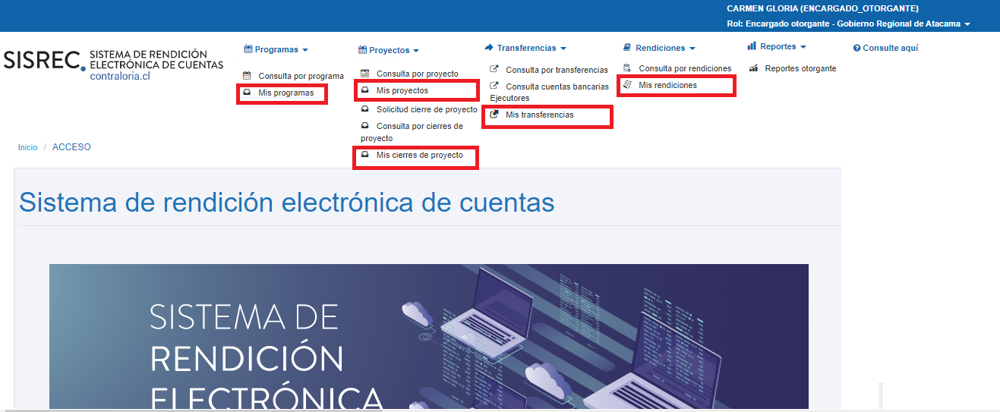 CARMEN GLORIA (ENCARGADO_OTORGANTE)
Rol: Encargado otorgante - Gobierno Regional de Atacama
SISREC. SISTEMA DE RENDICIÓN
ELECTRÓNICA DE CUENTAS
contraloria.cl
Programas
Consulta por programa
Mis programas
Proyectos
Consulta por proyecto
Mis proyectos
Solicitud cierre de proyecto
Consulta por cierres de
proyecto
Mis cierres de proyecto
Transferencias
Consulta por transferencias
Consulta cuentas bancarias
Ejecutores
Mis transferencias
Rendiciones
Consulta por rendiciones
Mis rendiciones
Reportes
Reportes otorgante
Consulte aquí
Inicio / ACCESO
Sistema de rendición electrónica de cuentas
SISTEMA DE
RENDICIÓN
ELECTRÓNICA